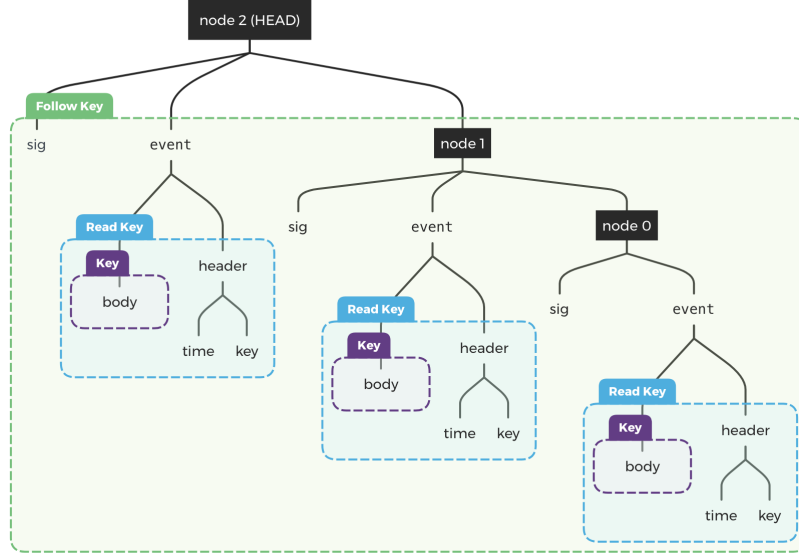 node 2 (HEAD)
Follow Key
sig
event
node 1
Read Key
Key
body
header
time
key
sig
event
node 0
Read Key
Key
body
header
time
key
sig
event
Read Key
Key
body
header
time
key